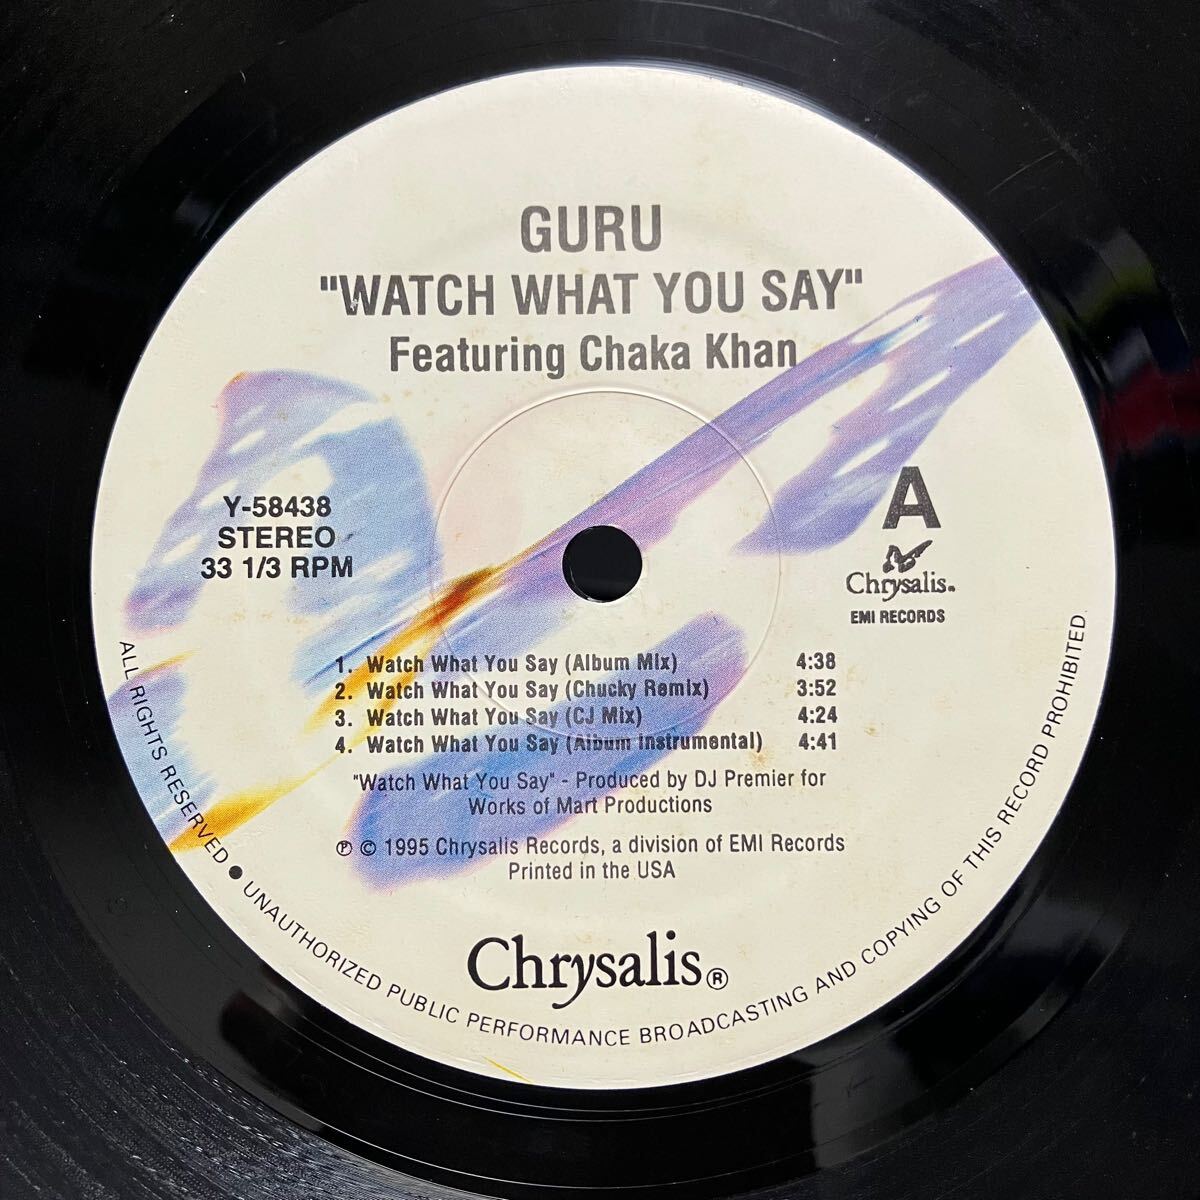 GURU
"WATCH WHAT YOU SAY"
Featuring Chaka Khan
Y-58438
STEREO
33 1/3 RPM
A
Chrysalis®
EMI RECORDS
1. Watch What You Say (Album Mix) 4:38
2. Watch What You Say (Chucky Remix) 3:52
3. Watch What You Say (CJ Mix) 4:24
4. Watch What You Say (Album Instrumental) 4:41
"Watch What You Say" - Produced by DJ Premier for
Works of Mart Productions
℗ © 1995 Chrysalis Records, a division of EMI Records
Printed in the USA
Chrysalis®
ALL RIGHTS RESERVED ● UNAUTHORIZED PUBLIC PERFORMANCE BROADCASTING AND COPYING OF THIS RECORD PROHIBITED.